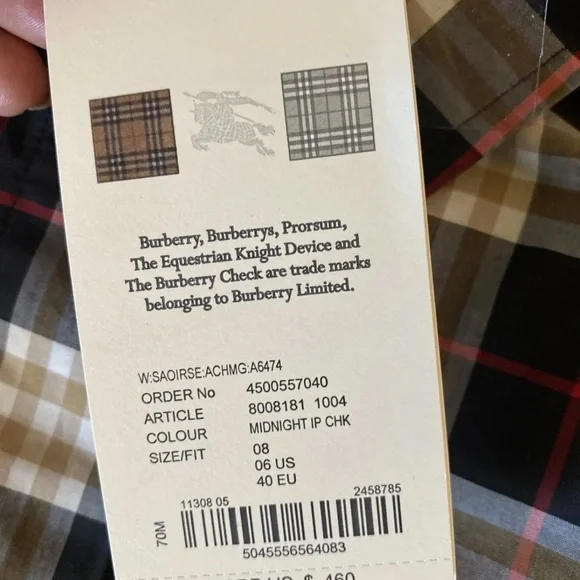 Burberry, Burberrys, Prorsum,
The Equestrian Knight Device and
The Burberry Check are trade marks
belonging to Burberry Limited.
W:SAOIRSE:ACHMG:A6474
ORDER No 4500557040
ARTICLE 8008181 1004
COLOUR MIDNIGHT IP CHK
SIZE/FIT 08
06 US
40 EU
70M
11308 05 2458785
5045556564083
US $ 460